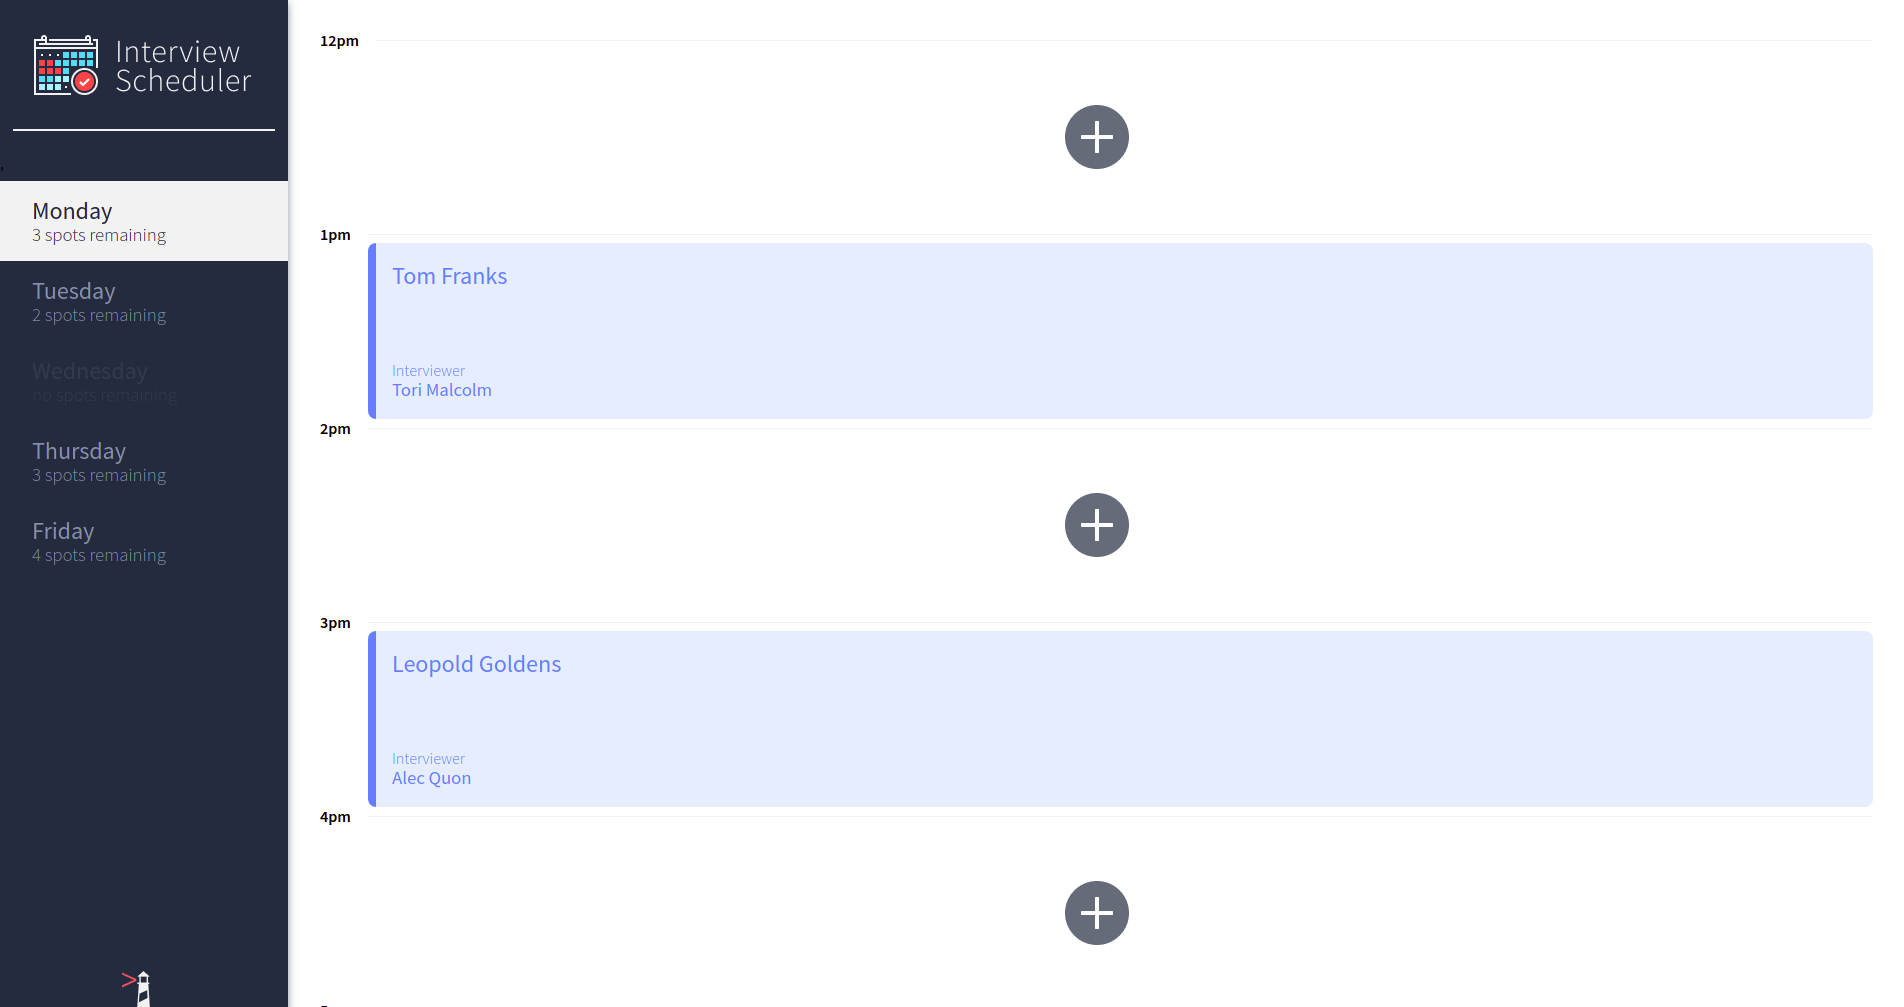 Interview
Scheduler
Monday
3 spots remaining
Tuesday
2 spots remaining
Wednesday
no spots remaining
Thursday
3 spots remaining
Friday
4 spots remaining
12pm
1pm
Tom Franks
Interviewer
Tori Malcolm
2pm
3pm
Leopold Goldens
Interviewer
Alec Quon
4pm